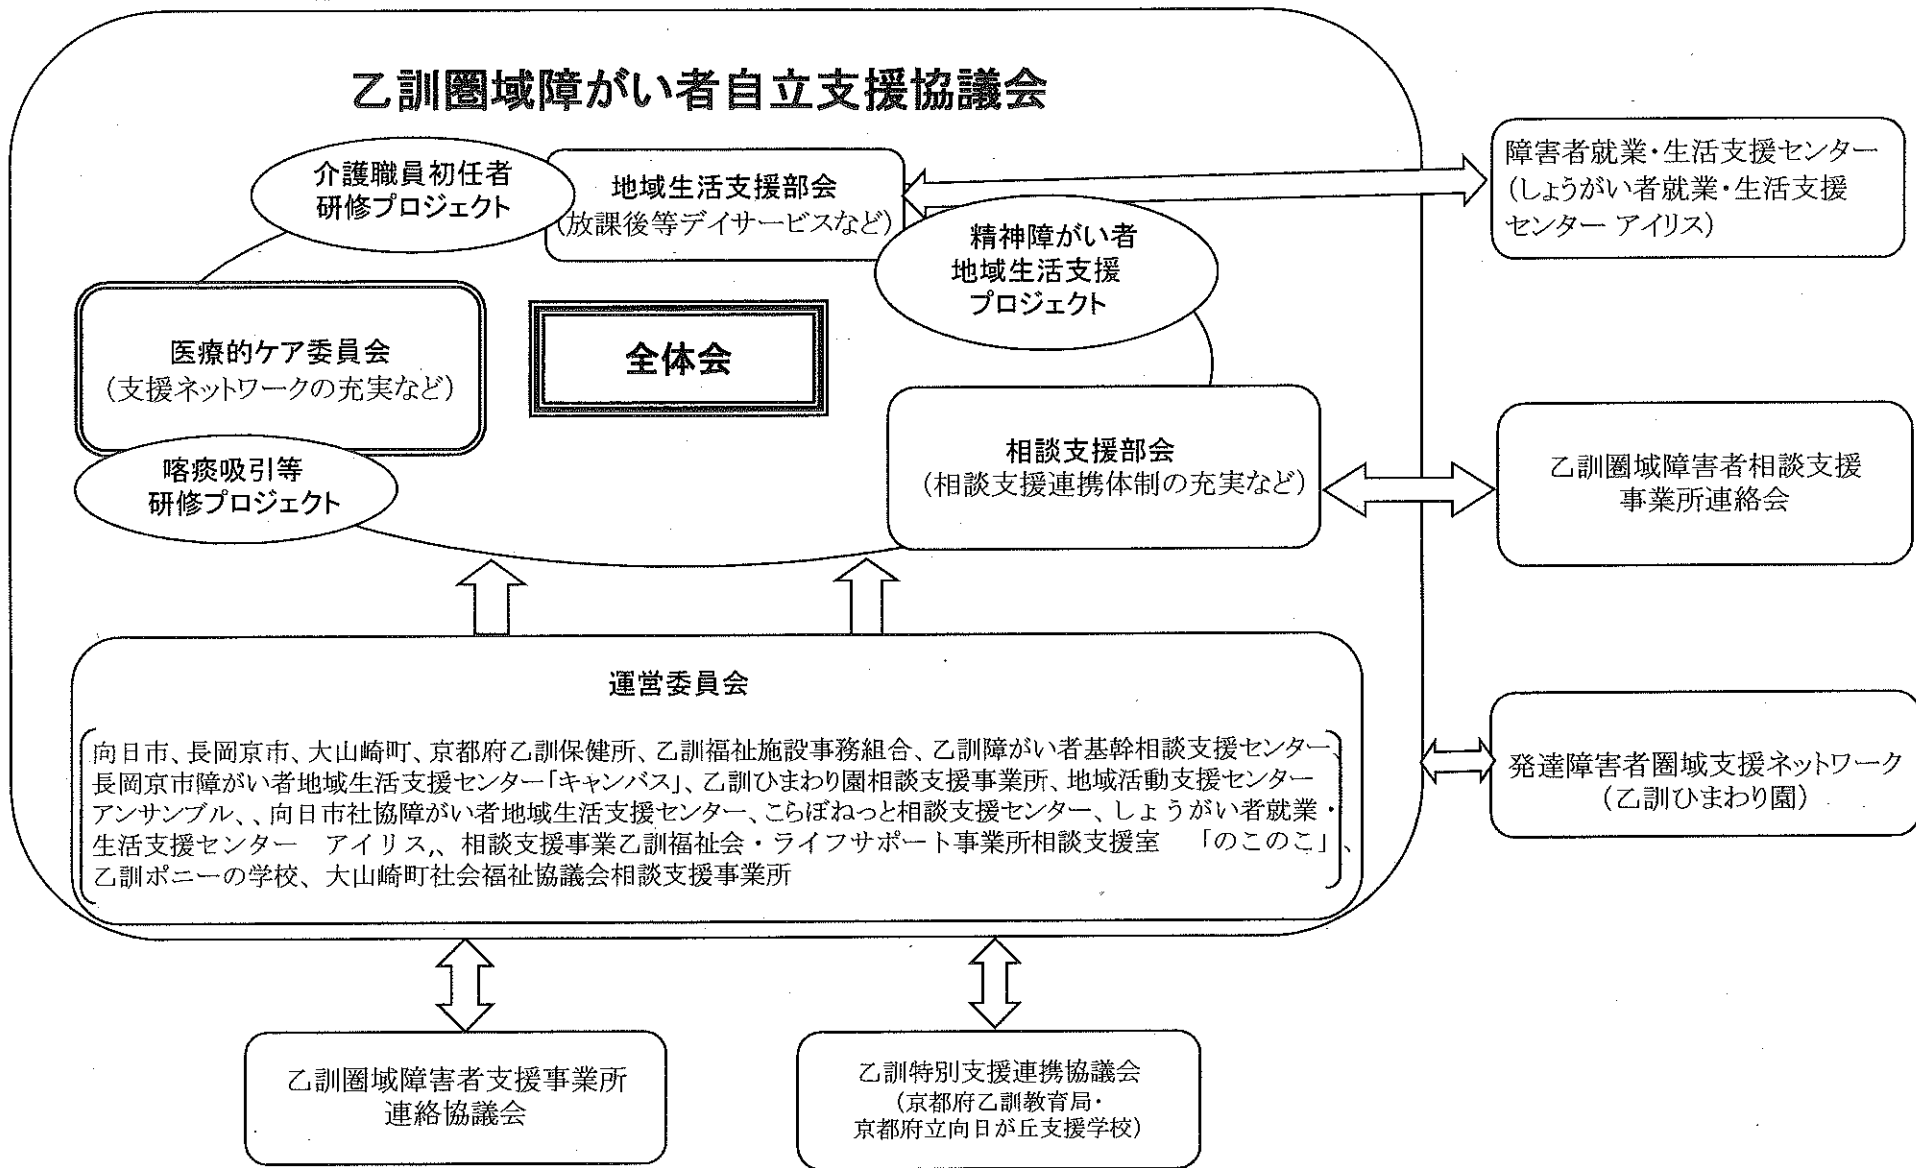 乙訓圏域障がい者自立支援協議会
介護職員初任者
研修プロジェクト
地域生活支援部会
(放課後等デイサービスなど)
精神障がい者
地域生活支援
プロジェクト
障害者就業・生活支援センター
(しょうがい者就業・生活支援
センター アイリス)
医療的ケア委員会
(支援ネットワークの充実など)
全体会
喀痰吸引等
研修プロジェクト
相談支援部会
(相談支援連携体制の充実など)
乙訓圏域障害者相談支援
事業所連絡会
運営委員会
向日市、長岡京市、大山崎町、京都府乙訓保健所、乙訓福祉施設事務組合、乙訓障がい者基幹相談支援センター、
長岡京市障がい者地域生活支援センター「キャンバス」、乙訓ひまわり園相談支援事業所、地域活動支援センター
アンサンブル、、向日市社協障がい者地域生活支援センター、こらぼねっと相談支援センター、しょうがい者就業・
生活支援センター　アイリス,、相談支援事業乙訓福祉会・ライフサポート事業所相談支援室　「のこのこ」、
乙訓ポニーの学校、大山崎町社会福祉協議会相談支援事業所
発達障害者圏域支援ネットワーク
(乙訓ひまわり園)
乙訓圏域障害者支援事業所
連絡協議会
乙訓特別支援連携協議会
(京都府乙訓教育局・
京都府立向日が丘支援学校)